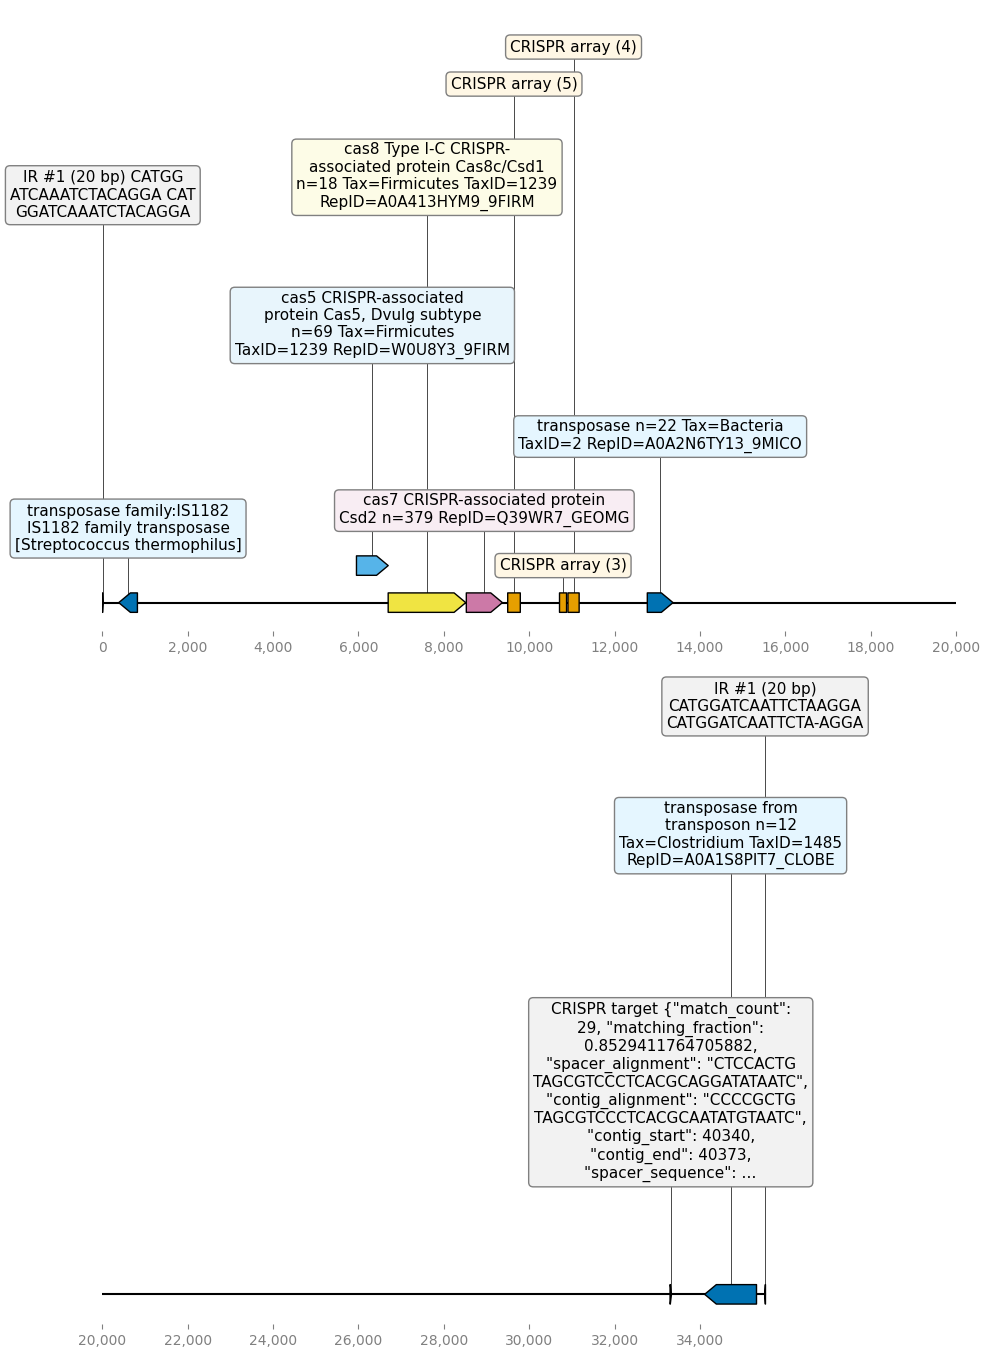 CRISPR array (4)
CRISPR array (5)
cas8 Type I-C CRISPR-
associated protein Cas8c/Csd1
n=18 Tax=Firmicutes TaxID=1239
RepID=A0A413HYM9_9FIRM
IR #1 (20 bp) CATGG
ATCAAATCTACAGGA CAT
GGATCAAATCTACAGGA
cas5 CRISPR-associated
protein Cas5, Dvulg subtype
n=69 Tax=Firmicutes
TaxID=1239 RepID=W0U8Y3_9FIRM
transposase n=22 Tax=Bacteria
TaxID=2 RepID=A0A2N6TY13_9MICO
cas7 CRISPR-associated protein
Csd2 n=379 RepID=Q39WR7_GEOMG
transposase family:IS1182
IS1182 family transposase
[Streptococcus thermophilus]
CRISPR array (3)
0 2,000 4,000 6,000 8,000 10,000 12,000 14,000 16,000 18,000 20,000
IR #1 (20 bp)
CATGGATCAATTCTAAGGA
CATGGATCAATTCTA-AGGA
transposase from
transposon n=12
Tax=Clostridium TaxID=1485
RepID=A0A1S8PIT7_CLOBE
CRISPR target {"match_count":
29, "matching_fraction":
0.8529411764705882,
"spacer_alignment": "CTCCACTG
TAGCGTCCCTCACGCAGGATATAATC",
"contig_alignment": "CCCCGCTG
TAGCGTCCCTCACGCAATATGTAATC",
"contig_start": 40340,
"contig_end": 40373,
"spacer_sequence": ...
20,000 22,000 24,000 26,000 28,000 30,000 32,000 34,000